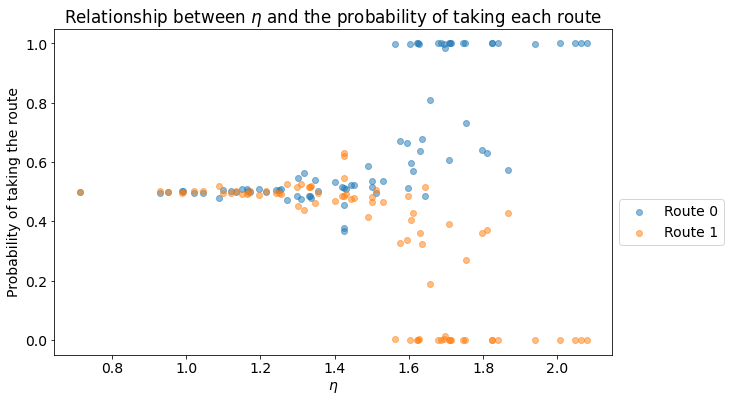 Relationship between η and the probability of taking each route
Probability of taking the route
1.0
0.8
0.6
0.4
0.2
0.0
0.8 1.0 1.2 1.4 1.6 1.8 2.0
η
Route 0
Route 1